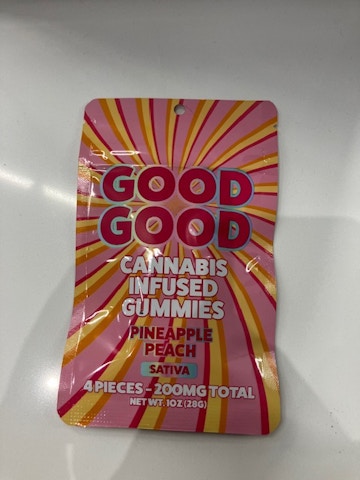 GOOD
GOOD
CANNABIS
INFUSED
GUMMIES
PINEAPPLE
PEACH
SATIVA
4 PIECES - 200MG TOTAL
NET WT. 1OZ (28G)